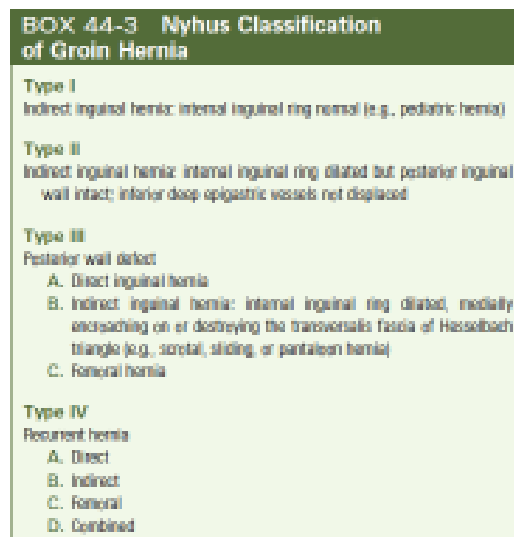 BOX 44-3 Nyhus Classification
of Groin Hernia
Type I
Indirect inguinal hernia: internal inguinal ring normal (e.g., pediatric hernia)
Type II
Indirect inguinal hernia: internal inguinal ring dilated but posterior inguinal
wall intact; inferior deep epigastric vessels not displaced
Type III
Posterior wall defect
A. Direct inguinal hernia
B. Indirect inguinal hernia: internal inguinal ring dilated, medially
encroaching on or destroying the transversalis fascia of Hesselbach
triangle (e.g., scrotal, sliding, or pantaloon hernia)
C. Femoral hernia
Type IV
Recurrent hernia
A. Direct
B. Indirect
C. Femoral
D. Combined